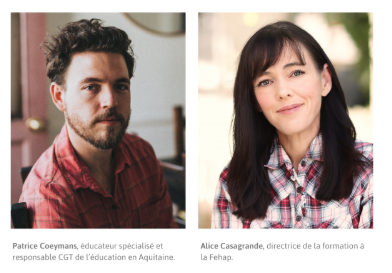 Patrice Coeymans, éducateur spécialisé et
responsable CGT de l'éducation en Aquitaine.
Alice Casagrande, directrice de la formation à
la Fehap.